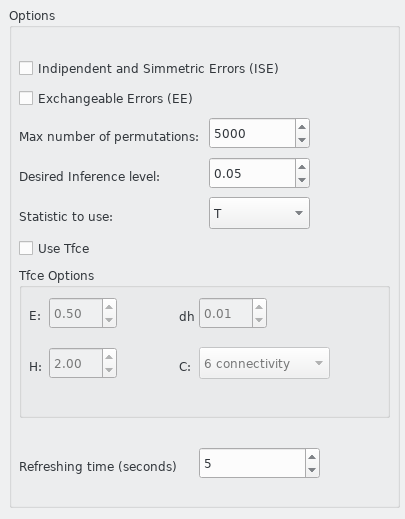 Options
Indipendent and Simmetric Errors (ISE)
Exchangeable Errors (EE)
Max number of permutations: 5000
Desired Inference level: 0.05
Statistic to use: T
Use Tfce
Tfce Options
E: 0.50 dh 0.01
H: 2.00 C: 6 connectivity
Refreshing time (seconds) 5